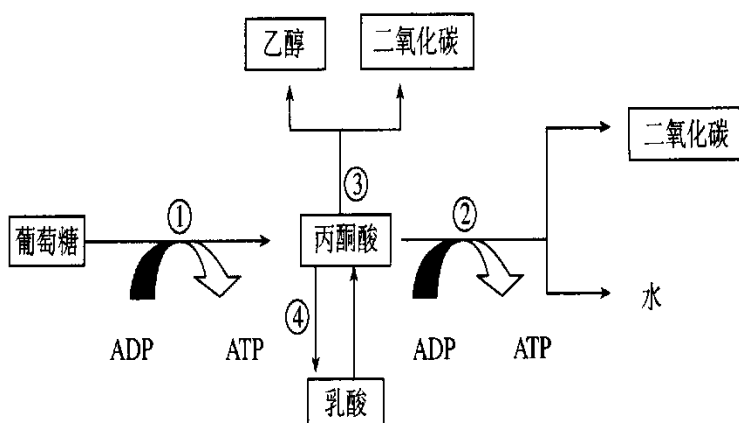 乙醇
二氧化碳
二氧化碳
③
①
②
葡萄糖
丙酮酸
④
水
ADP
ATP
ADP
ATP
乳酸